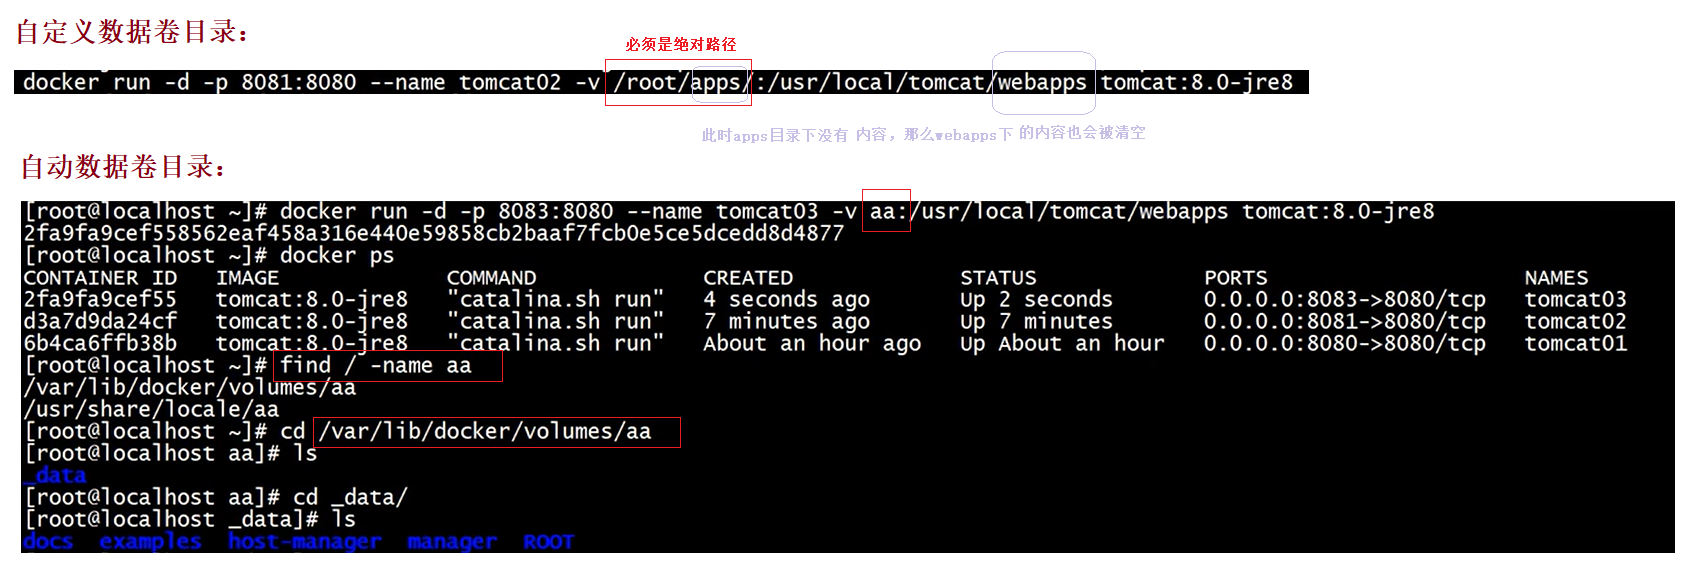 自定义数据卷目录：
必须是绝对路径
docker run -d -p 8081:8080 --name tomcat02 -v /root/apps/:/usr/local/tomcat/webapps tomcat:8.0-jre8
此时apps目录下没有 内容，那么webapps下 的内容也会被清空
自动数据卷目录：
[root@localhost ~]# docker run -d -p 8083:8080 --name tomcat03 -v aa:/usr/local/tomcat/webapps tomcat:8.0-jre8
2fa9fa9cef558562eaf458a316e440e59858cb2baaf7fcb0e5ce5dcedd8d4877
[root@localhost ~]# docker ps
CONTAINER ID IMAGE COMMAND CREATED STATUS PORTS NAMES
2fa9fa9cef55 tomcat:8.0-jre8 "catalina.sh run" 4 seconds ago Up 2 seconds 0.0.0.0:8083->8080/tcp tomcat03
d3a7d9da24cf tomcat:8.0-jre8 "catalina.sh run" 7 minutes ago Up 7 minutes 0.0.0.0:8081->8080/tcp tomcat02
6b4ca6ffb38b tomcat:8.0-jre8 "catalina.sh run" About an hour ago Up About an hour 0.0.0.0:8080->8080/tcp tomcat01
[root@localhost ~]# find / -name aa
/var/lib/docker/volumes/aa
/usr/share/locale/aa
[root@localhost ~]# cd /var/lib/docker/volumes/aa
[root@localhost aa]# ls
_data
[root@localhost aa]# cd _data/
[root@localhost _data]# ls
docs examples host-manager manager ROOT